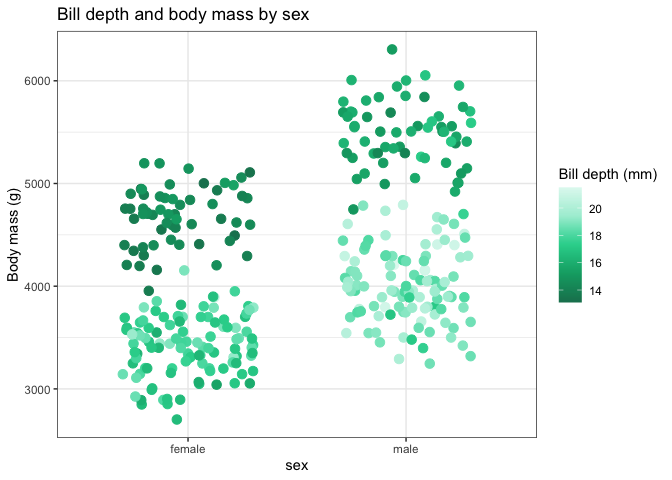 Bill depth and body mass by sex
Body mass (g)
6000
5000
4000
3000
female
male
sex
Bill depth (mm)
20
18
16
14